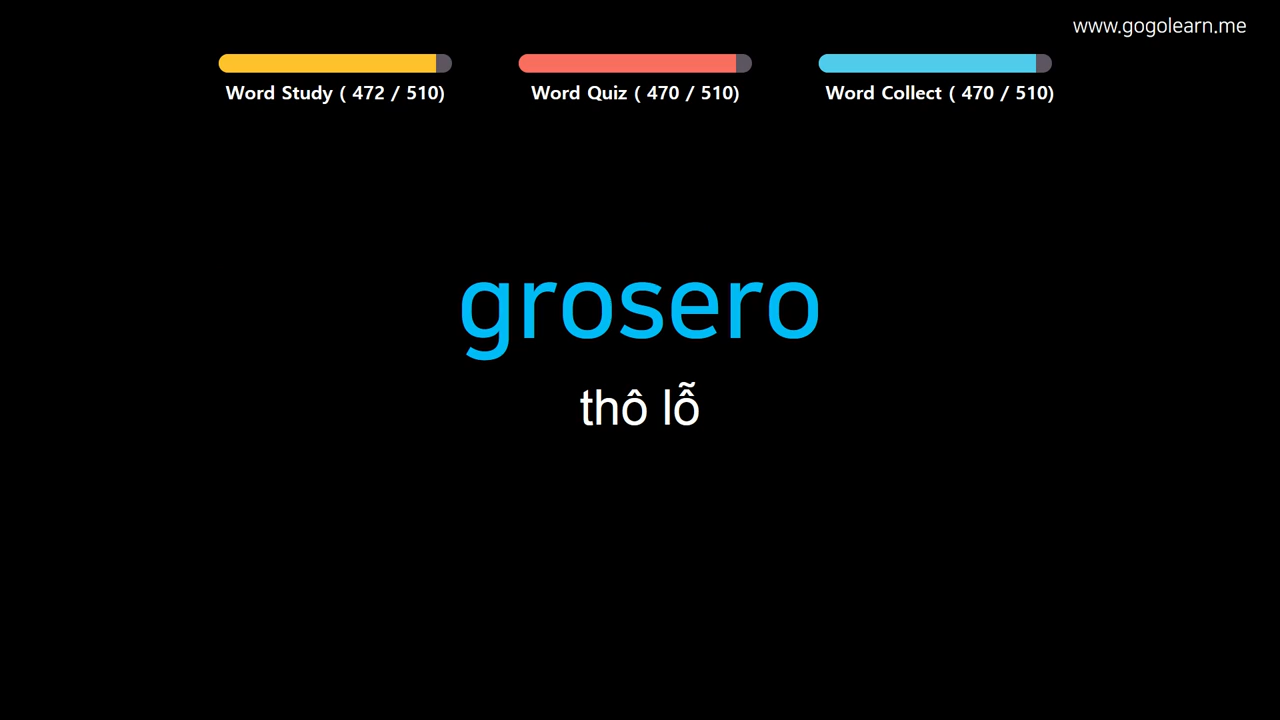 www.gogolearn.me
Word Study ( 472 / 510)
Word Quiz ( 470 / 510)
Word Collect ( 470 / 510)
grosero
thô lỗ